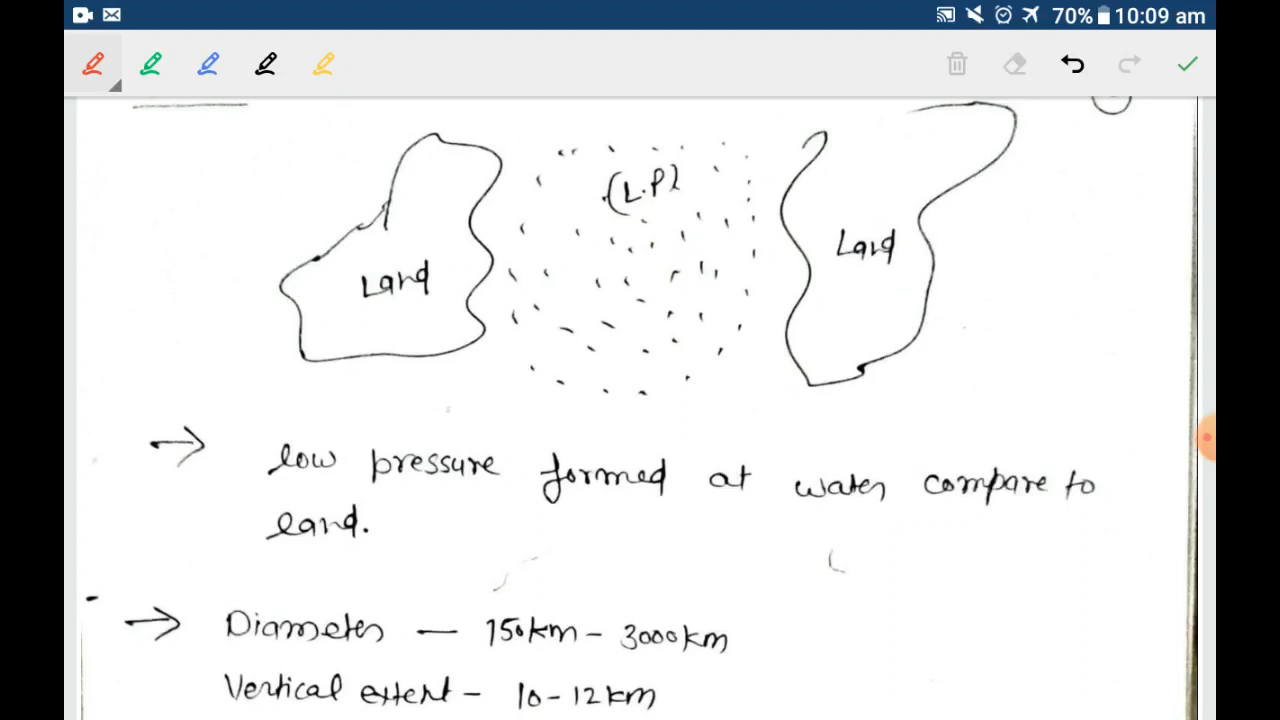 70% 10:09 am
(L.P)
Land
Land
→ low pressure formed at water compare to
land.
→ Diameter — 150km - 3000km
Vertical extent - 10-12km